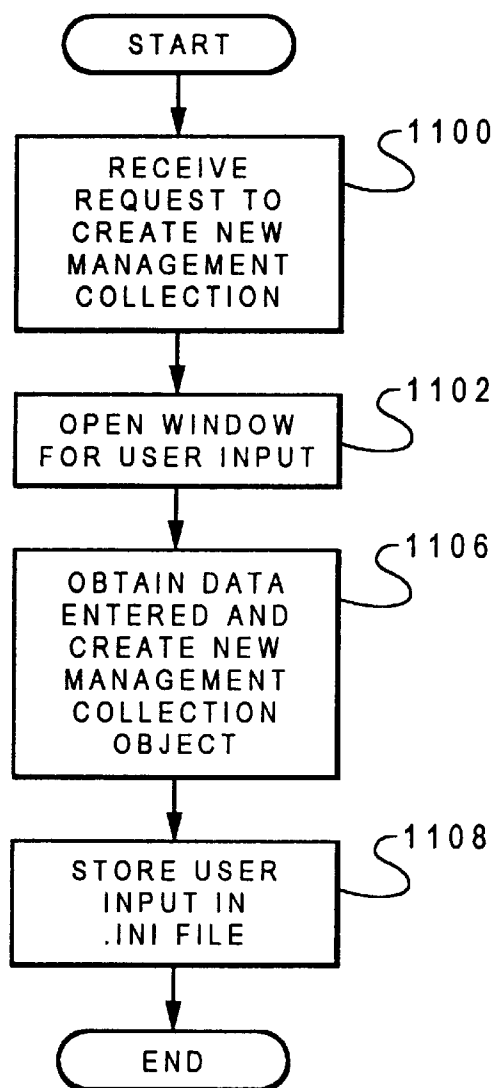 START
1100
RECEIVE
REQUEST TO
CREATE NEW
MANAGEMENT
COLLECTION
1102
OPEN WINDOW
FOR USER INPUT
1106
OBTAIN DATA
ENTERED AND
CREATE NEW
MANAGEMENT
COLLECTION
OBJECT
1108
STORE USER
INPUT IN
.INI FILE
END